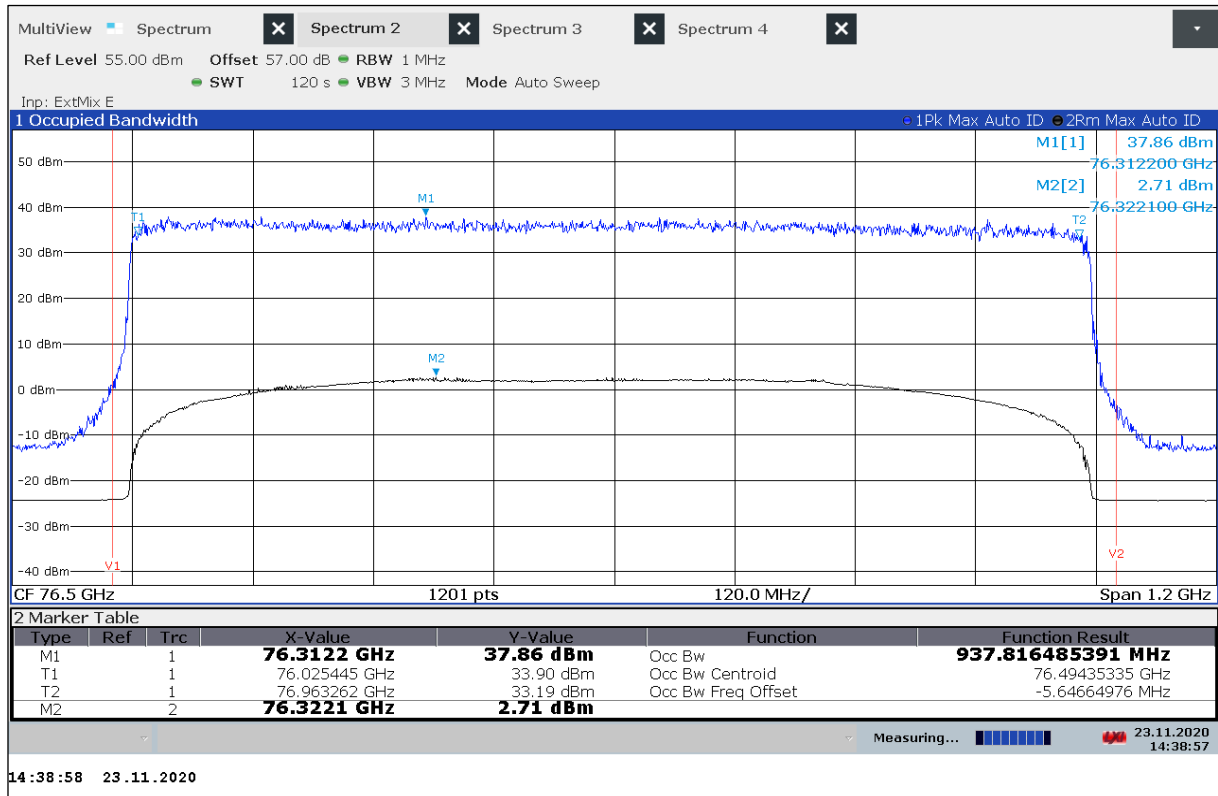 MultiView Spectrum Spectrum 2 Spectrum 3 Spectrum 4
Ref Level 55.00 dBm Offset 57.00 dB RBW 1 MHz
SWT 120 s VBW 3 MHz Mode Auto Sweep
Inp: ExtMix E
1 Occupied Bandwidth 1Pk Max Auto ID 2Rm Max Auto ID
M1[1] 37.86 dBm
76.312200 GHz
M2[2] 2.71 dBm
76.322100 GHz
50 dBm
40 dBm
30 dBm
20 dBm
10 dBm
0 dBm
-10 dBm
-20 dBm
-30 dBm
-40 dBm
T1
M1
T2
M2
V1
V2
CF 76.5 GHz 1201 pts 120.0 MHz/ Span 1.2 GHz
2 Marker Table
Type Ref Trc X-Value Y-Value Function Function Result
M1 1 76.3122 GHz 37.86 dBm Occ Bw 937.816485391 MHz
T1 1 76.025445 GHz 33.90 dBm Occ Bw Centroid 76.49435335 GHz
T2 1 76.963262 GHz 33.19 dBm Occ Bw Freq Offset -5.64664976 MHz
M2 2 76.3221 GHz 2.71 dBm
Measuring... 23.11.2020
14:38:57
14:38:58 23.11.2020